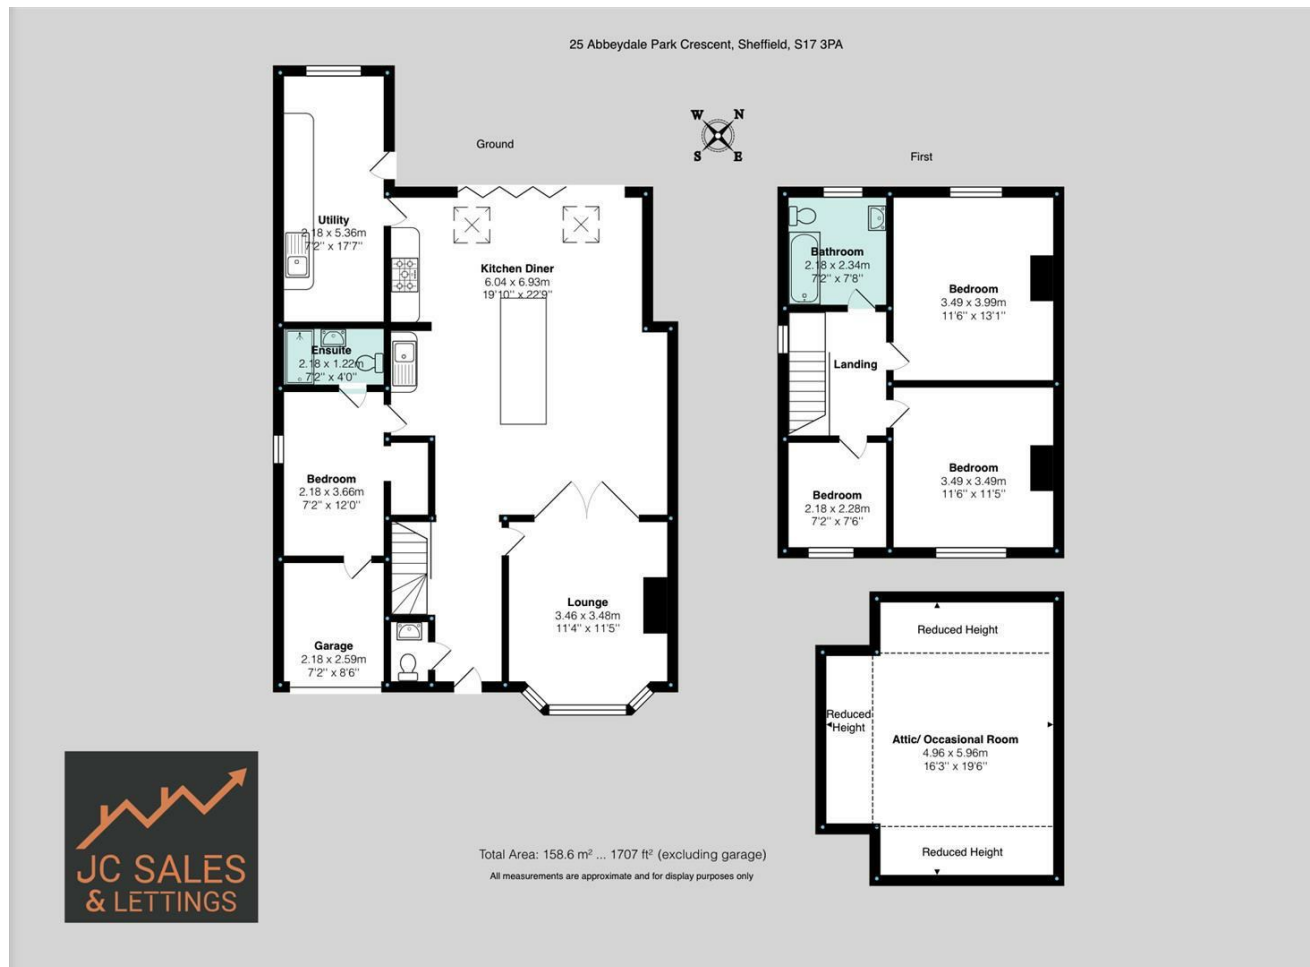 25 Abbeydale Park Crescent, Sheffield, S17 3PA
W N
S E
Ground
First
Utility
2.18 x 5.36m
7'2'' x 17'7''
Kitchen Diner
6.04 x 6.93m
19'10'' x 22'9''
Ensuite
2.18 x 1.22m
7'2'' x 4'0''
Bedroom
2.18 x 3.66m
7'2'' x 12'0''
Garage
2.18 x 2.59m
7'2'' x 8'6''
Lounge
3.46 x 3.48m
11'4'' x 11'5''
Bathroom
2.18 x 2.34m
7'2'' x 7'8''
Bedroom
3.49 x 3.99m
11'6'' x 13'1''
Landing
Bedroom
3.49 x 3.49m
11'6'' x 11'5''
Bedroom
2.18 x 2.28m
7'2'' x 7'6''
Reduced Height
Reduced
Height
Attic/ Occasional Room
4.96 x 5.96m
16'3'' x 19'6''
Reduced Height
JC SALES
& LETTINGS
Total Area: 158.6 m² ... 1707 ft² (excluding garage)
All measurements are approximate and for display purposes only